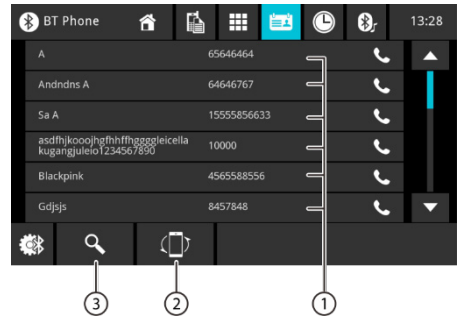 BT Phone 13:28
A 65646464
Andndns A 64646767
Sa A 15555856633
asdfhjkooojhgfhhffhggggleicella
kugangjuleio1234567890 10000
Blackpink 4565588556
Gdjsjs 8457848
3 2 1